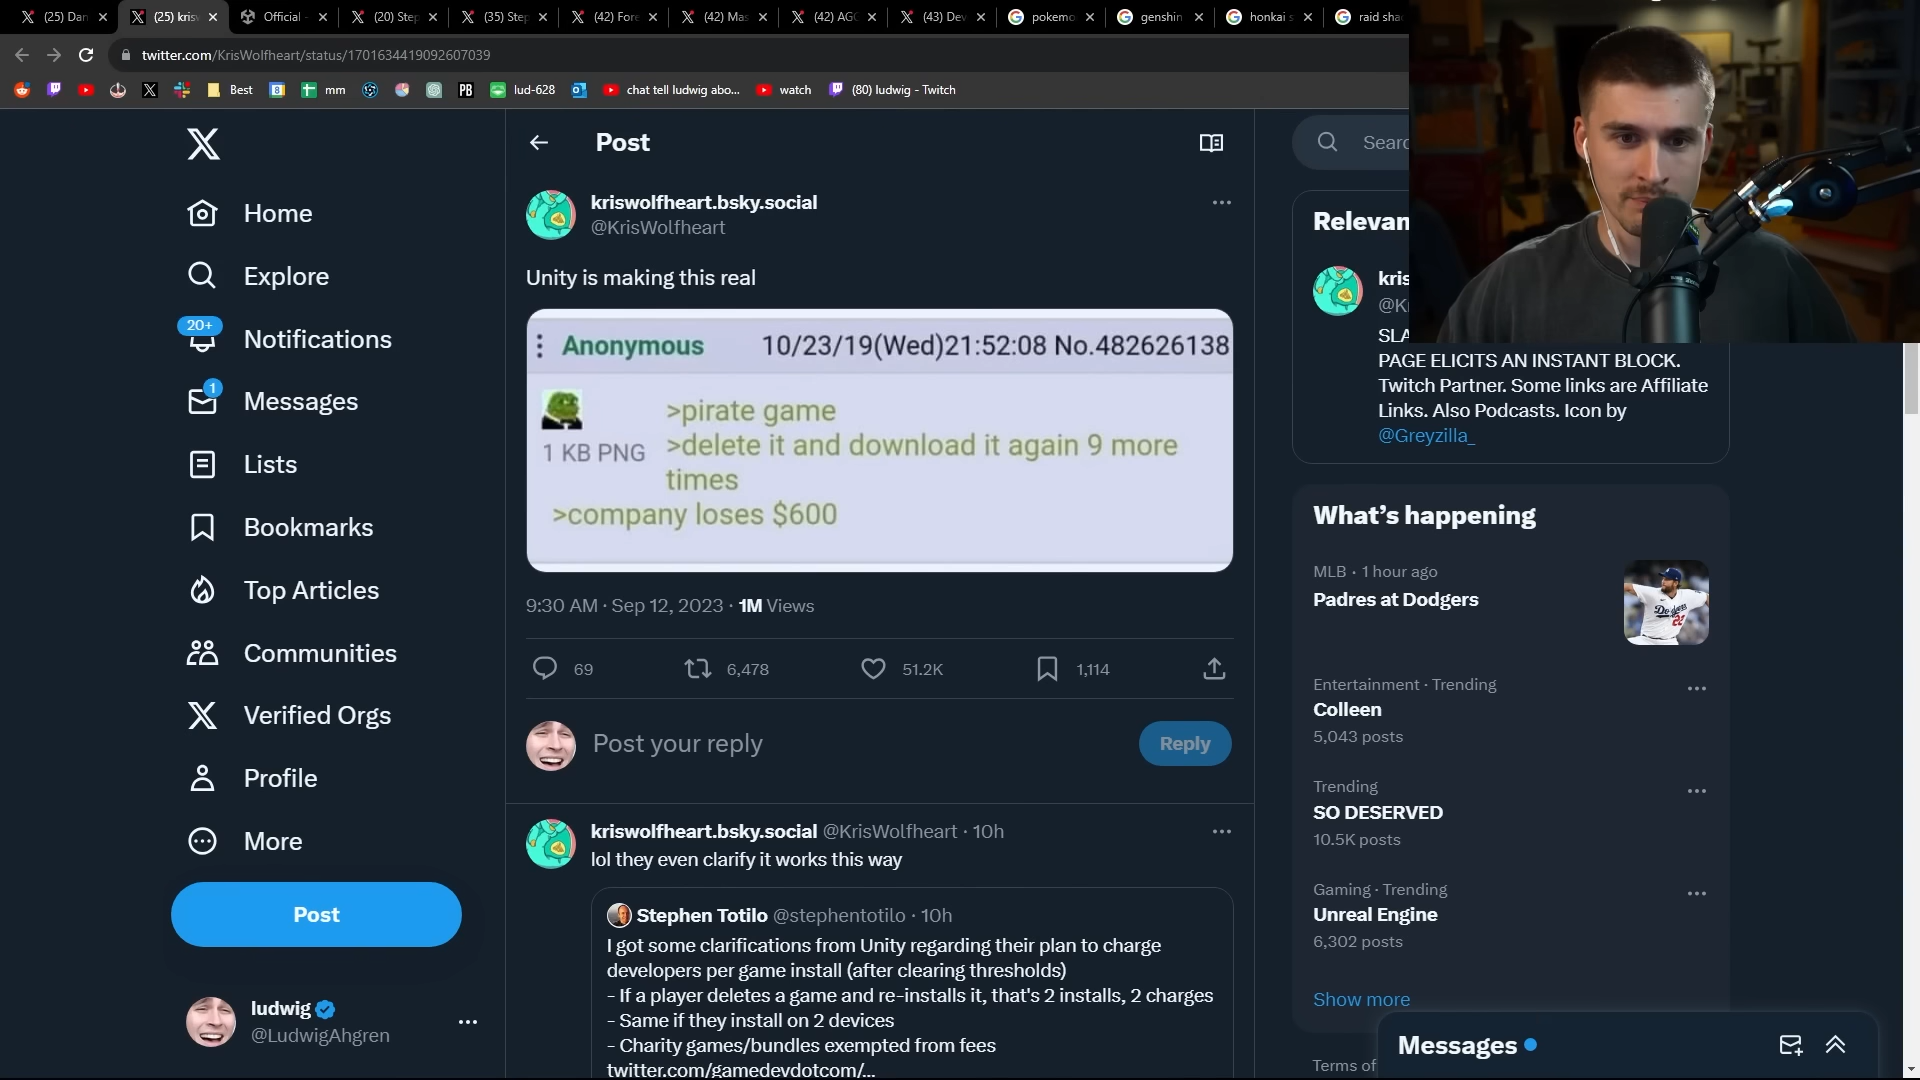 (25) Dan
(25) kris
Official -
(20) Step
(35) Step
(42) Fore
(42) Mas
(42) AGC
(43) Dev
pokemo
genshin
honkai s
raid sha
twitter.com/KrisWolfheart/status/1701634419092607039
Best
mm
lud-628
chat tell ludwig abo...
watch
(80) ludwig - Twitch
Home
Explore
20+
Notifications
1
Messages
Lists
Bookmarks
Top Articles
Communities
Verified Orgs
Profile
More
Post
ludwig
@LudwigAhgren
Post
kriswolfheart.bsky.social
@KrisWolfheart
Unity is making this real
Anonymous 10/23/19(Wed)21:52:08 No.482626138
1 KB PNG
>pirate game
>delete it and download it again 9 more
times
>company loses $600
9:30 AM · Sep 12, 2023 · 1M Views
69 6,478 51.2K 1,114
Post your reply
Reply
kriswolfheart.bsky.social @KrisWolfheart · 10h
lol they even clarify it works this way
Stephen Totilo @stephentotilo · 10h
I got some clarifications from Unity regarding their plan to charge
developers per game install (after clearing thresholds)
- If a player deletes a game and re-installs it, that's 2 installs, 2 charges
- Same if they install on 2 devices
- Charity games/bundles exempted from fees
twitter.com/gamedevdotcom/...
Searc
Relevan
kris
@Kr
SLA
PAGE ELICITS AN INSTANT BLOCK.
Twitch Partner. Some links are Affiliate
Links. Also Podcasts. Icon by
@Greyzilla_
What's happening
MLB · 1 hour ago
Padres at Dodgers
Entertainment · Trending
Colleen
5,043 posts
Trending
SO DESERVED
10.5K posts
Gaming · Trending
Unreal Engine
6,302 posts
Show more
Terms of
Messages